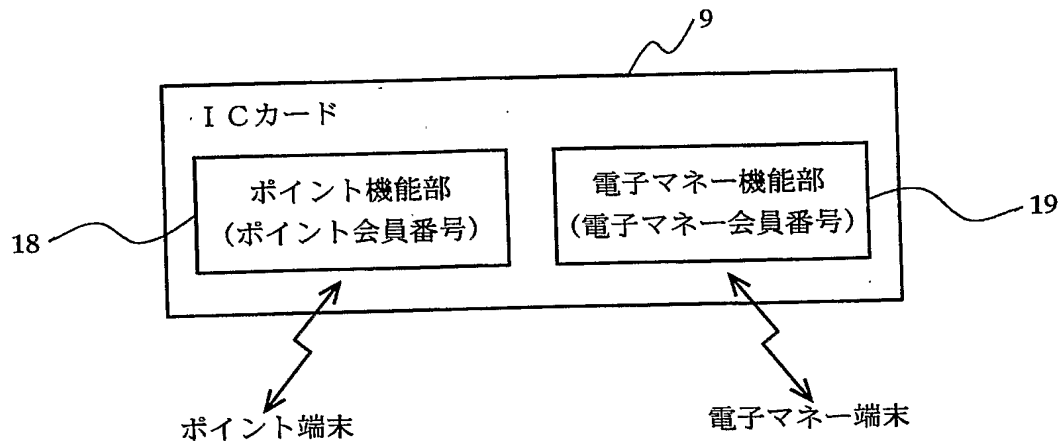 9
ＩＣカード
ポイント機能部
(ポイント会員番号)
電子マネー機能部
(電子マネー会員番号)
18
19
ポイント端末
電子マネー端末